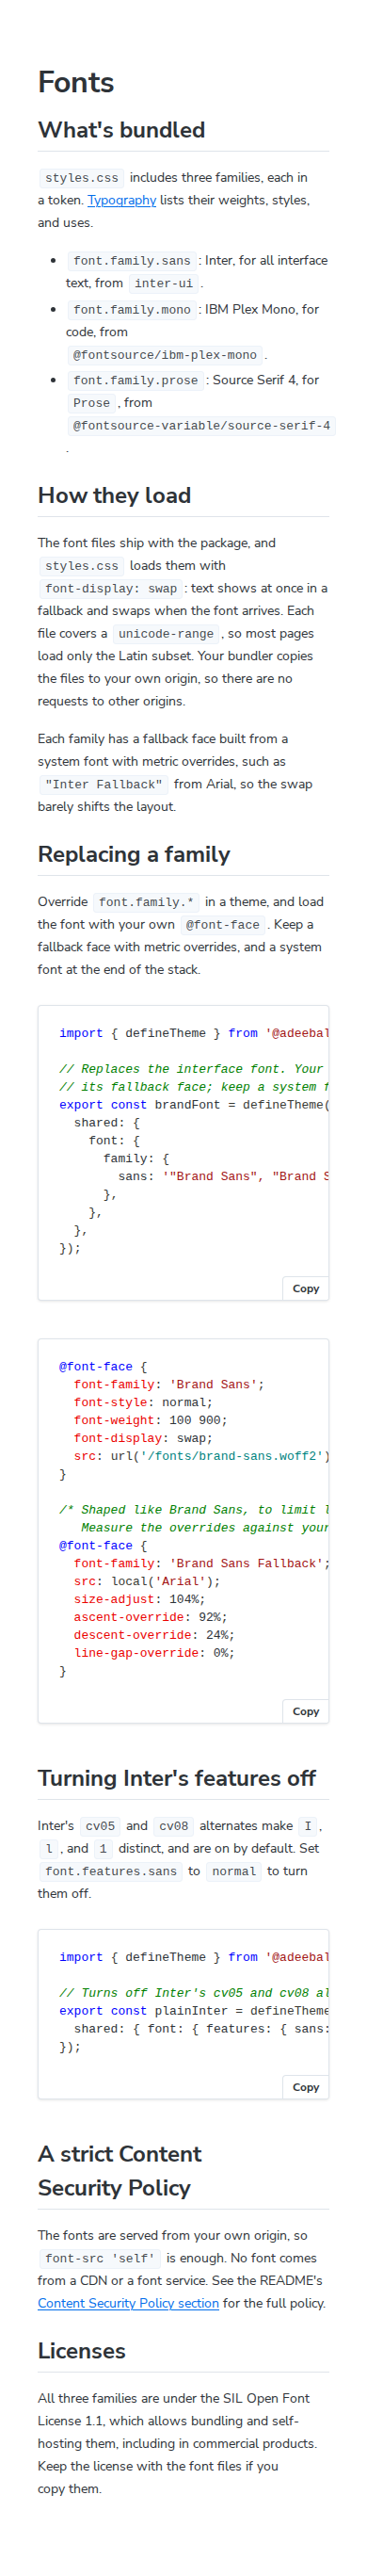 Fonts
What's bundled
styles.css includes three families, each in
a token. Typography lists their weights, styles,
and uses.
• font.family.sans : Inter, for all interface
text, from inter-ui .
• font.family.mono : IBM Plex Mono, for
code, from
@fontsource/ibm-plex-mono .
• font.family.prose : Source Serif 4, for
Prose , from
@fontsource-variable/source-serif-4
.
How they load
The font files ship with the package, and
styles.css loads them with
font-display: swap : text shows at once in a
fallback and swaps when the font arrives. Each
file covers a unicode-range , so most pages
load only the Latin subset. Your bundler copies
the files to your own origin, so there are no
requests to other origins.
Each family has a fallback face built from a
system font with metric overrides, such as
"Inter Fallback" from Arial, so the swap
barely shifts the layout.
Replacing a family
Override font.family.* in a theme, and load
the font with your own @font-face . Keep a
fallback face with metric overrides, and a system
font at the end of the stack.
import { defineTheme } from '@adeebal
// Replaces the interface font. Your
// its fallback face; keep a system f
export const brandFont = defineTheme(
shared: {
font: {
family: {
sans: '"Brand Sans", "Brand S
},
},
},
});
Copy
@font-face {
font-family: 'Brand Sans';
font-style: normal;
font-weight: 100 900;
font-display: swap;
src: url('/fonts/brand-sans.woff2')
}
/* Shaped like Brand Sans, to limit l
Measure the overrides against your
@font-face {
font-family: 'Brand Sans Fallback';
src: local('Arial');
size-adjust: 104%;
ascent-override: 92%;
descent-override: 24%;
line-gap-override: 0%;
}
Copy
Turning Inter's features off
Inter's cv05 and cv08 alternates make I ,
l , and 1 distinct, and are on by default. Set
font.features.sans to normal to turn
them off.
import { defineTheme } from '@adeebal
// Turns off Inter's cv05 and cv08 al
export const plainInter = defineTheme
shared: { font: { features: { sans:
});
Copy
A strict Content
Security Policy
The fonts are served from your own origin, so
font-src 'self' is enough. No font comes
from a CDN or a font service. See the README's
Content Security Policy section for the full policy.
Licenses
All three families are under the SIL Open Font
License 1.1, which allows bundling and self-
hosting them, including in commercial products.
Keep the license with the font files if you
copy them.